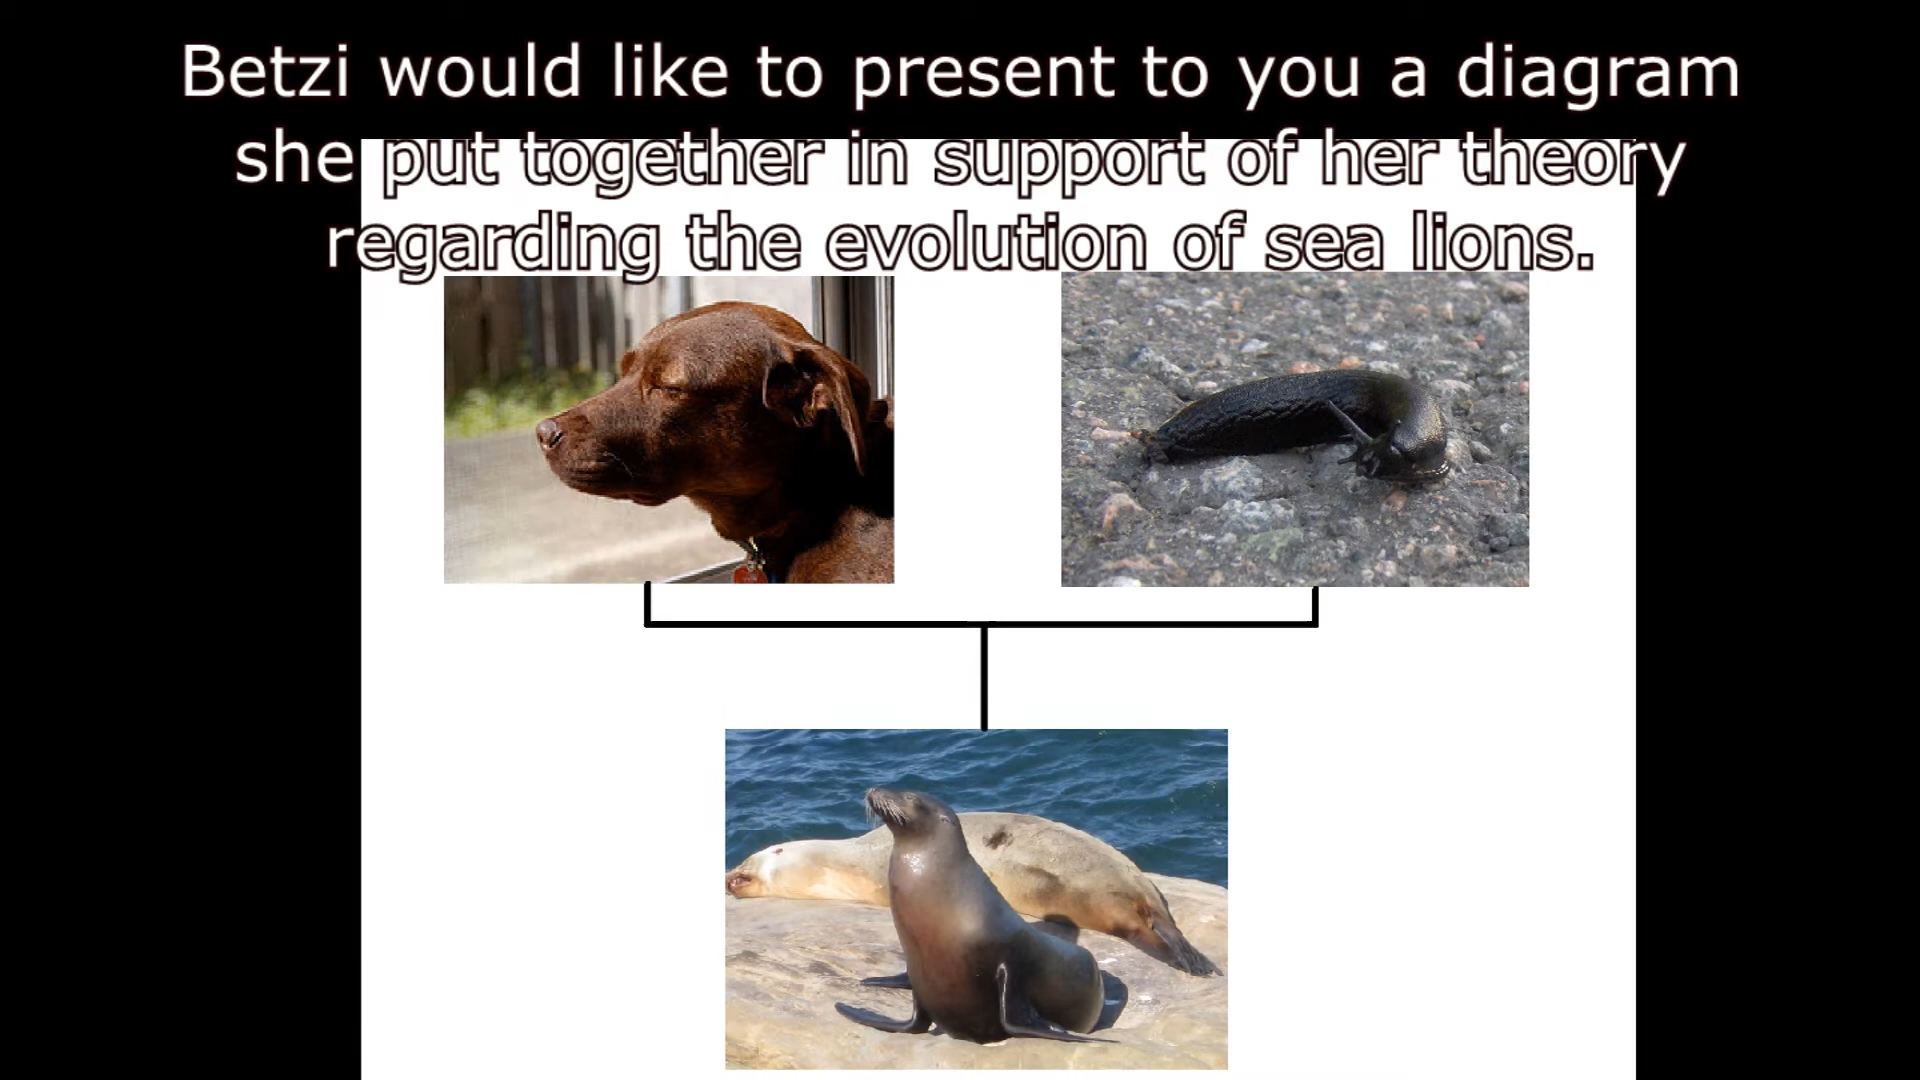 Betzi would like to present to you a diagram
she put together in support of her theory
regarding the evolution of sea lions.